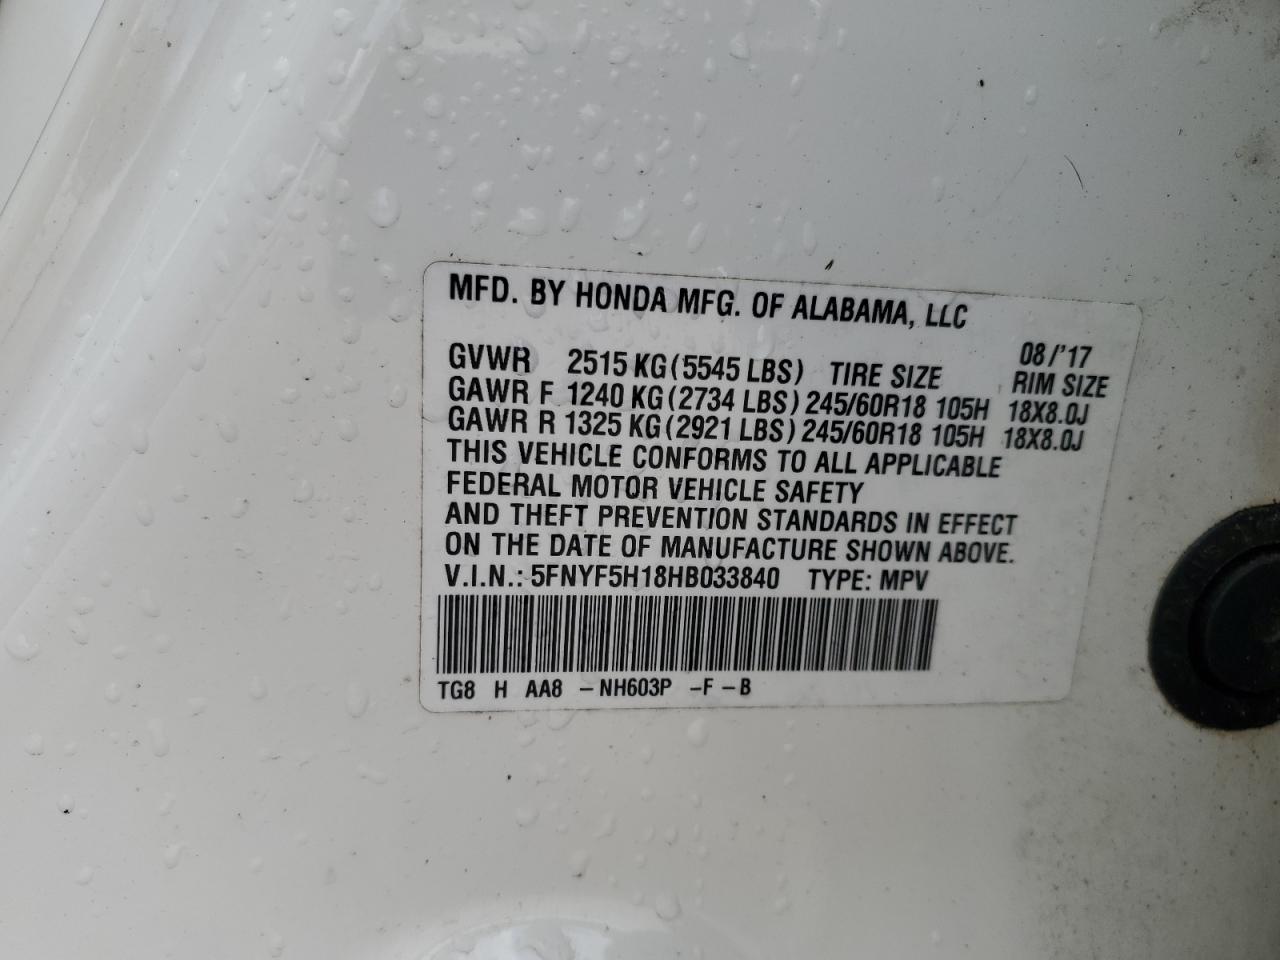 MFD. BY HONDA MFG. OF ALABAMA, LLC
08/'17
GVWR 2515 KG (5545 LBS) TIRE SIZE RIM SIZE
GAWR F 1240 KG (2734 LBS) 245/60R18 105H 18X8.0J
GAWR R 1325 KG (2921 LBS) 245/60R18 105H 18X8.0J
THIS VEHICLE CONFORMS TO ALL APPLICABLE
FEDERAL MOTOR VEHICLE SAFETY
AND THEFT PREVENTION STANDARDS IN EFFECT
ON THE DATE OF MANUFACTURE SHOWN ABOVE.
V.I.N.: 5FNYF5H18HB033840 TYPE: MPV
TG8 H AA8 -NH603P -F-B